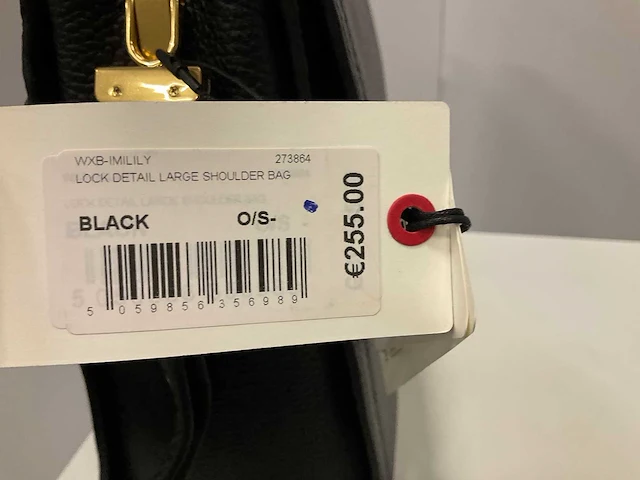 WXB-IMILILY 273864
LOCK DETAIL LARGE SHOULDER BAG
BLACK O/S-
€255.00
5 059856 356989